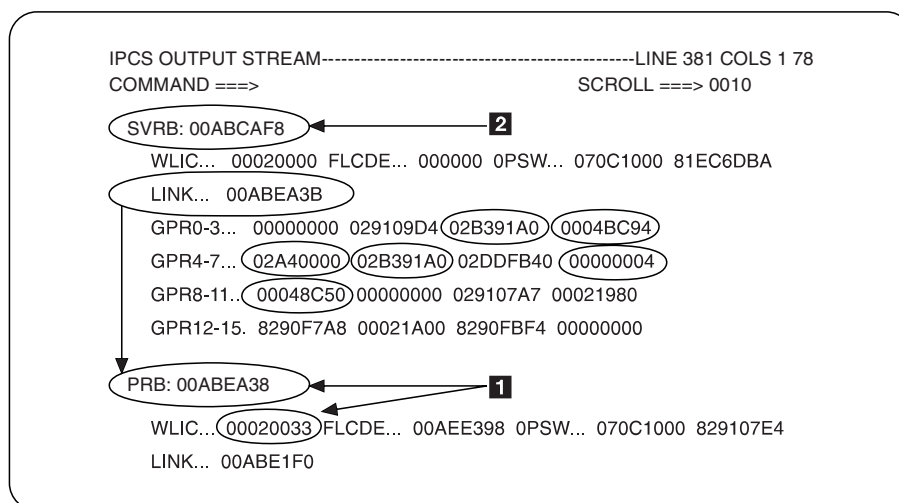 IPCS OUTPUT STREAM-----------------------------------------------LINE 381 COLS 1 78
COMMAND ===> SCROLL ===> 0010
SVRB: 00ABCAF8 2
WLIC... 00020000 FLCDE... 000000 0PSW... 070C1000 81EC6DBA
LINK... 00ABEA3B
GPR0-3... 00000000 029109D4 02B391A0 0004BC94
GPR4-7... 02A40000 02B391A0 02DDFB40 00000004
GPR8-11.. 00048C50 00000000 029107A7 00021980
GPR12-15. 8290F7A8 00021A00 8290FBF4 00000000
PRB: 00ABEA38 1
WLIC... 00020033 FLCDE... 00AEE398 0PSW... 070C1000 829107E4
LINK... 00ABE1F0